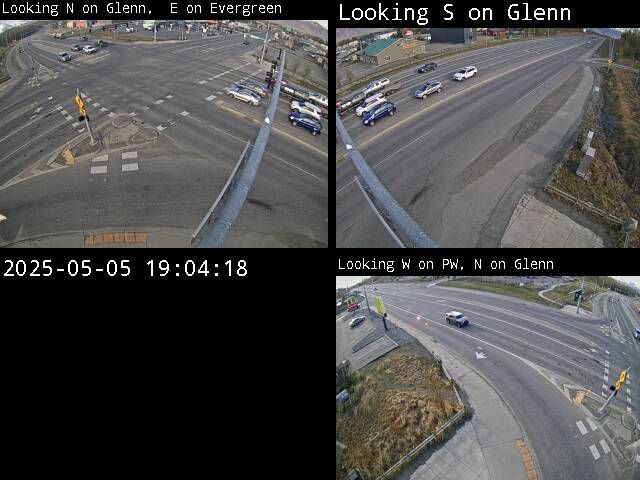 Looking N on Glenn,  E on Evergreen
Looking S on Glenn
2025-05-05 19:04:18
Looking W on PW, N on Glenn